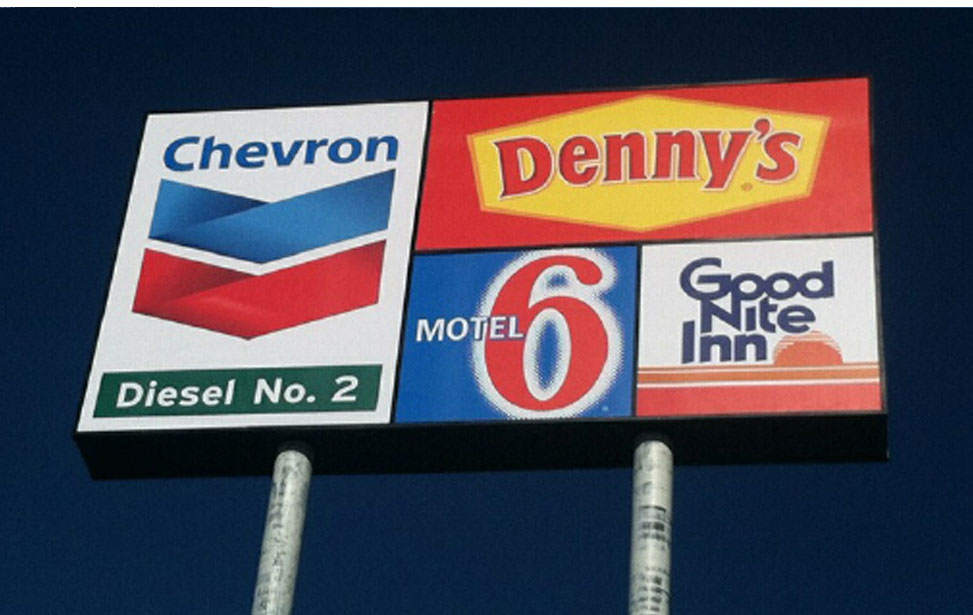 Chevron
Diesel No. 2
Denny's
MOTEL 6
Good
Nite
Inn